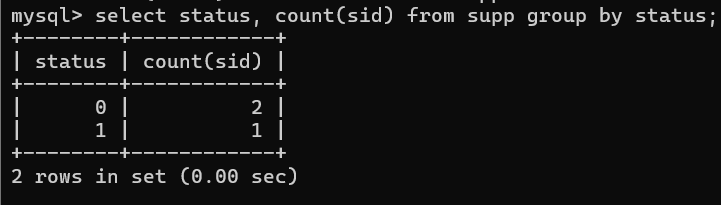 mysql> select status, count(sid) from supp group by status;
+--------+------------+
| status | count(sid) |
+--------+------------+
|      0 |          2 |
|      1 |          1 |
+--------+------------+
2 rows in set (0.00 sec)